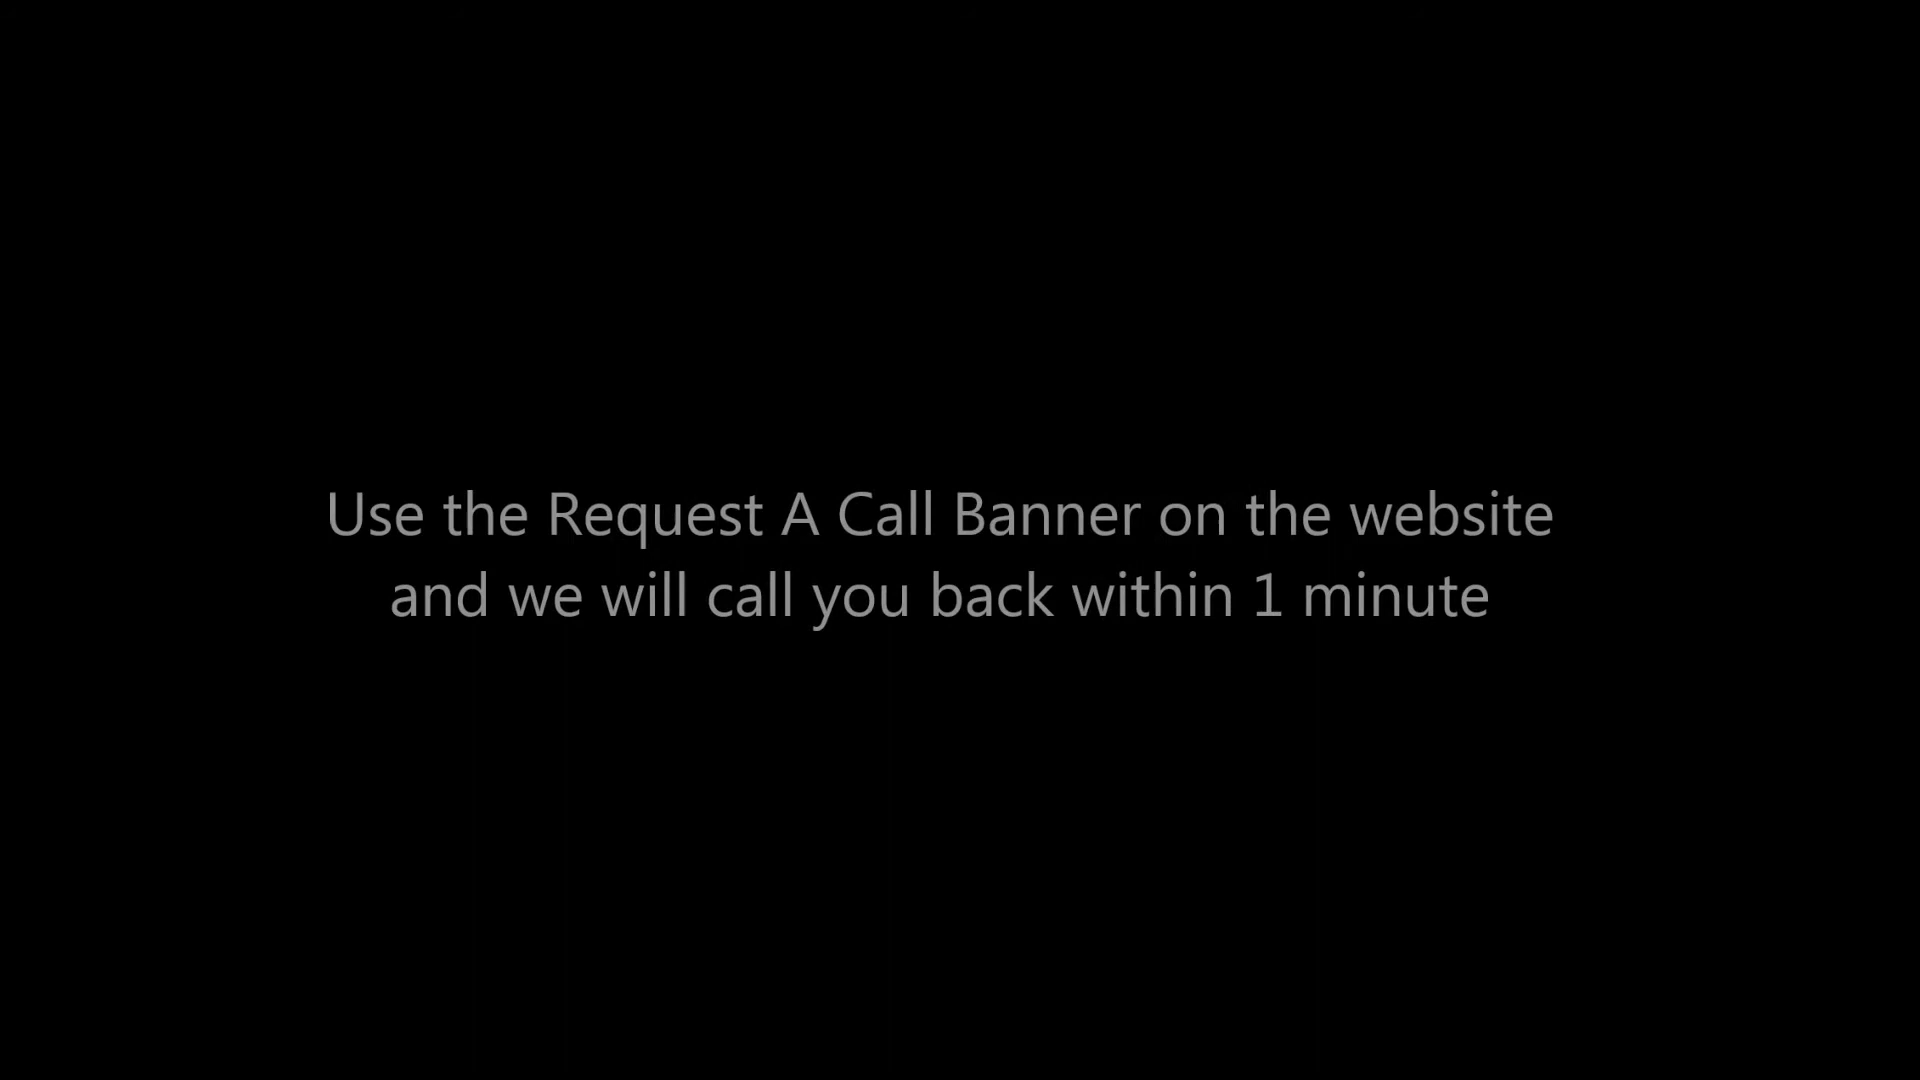 Use the Request A Call Banner on the website
and we will call you back within 1 minute